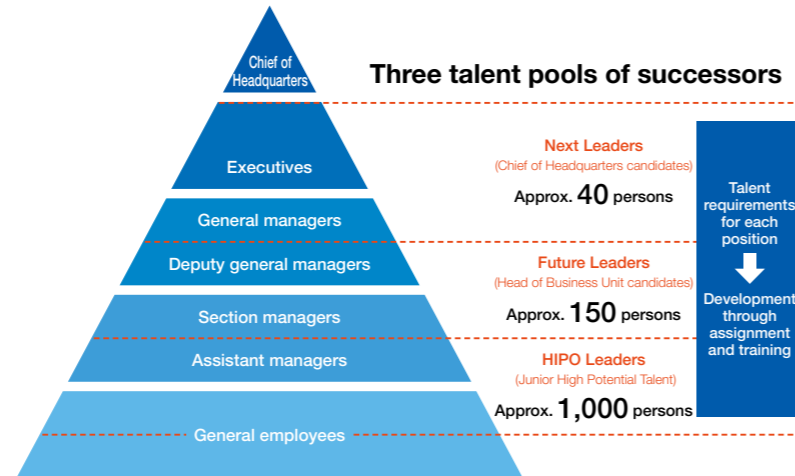 Chief of
Headquarters
Three talent pools of successors
Executives
General managers
Deputy general managers
Section managers
Assistant managers
General employees
Next Leaders
(Chief of Headquarters candidates)
Approx. 40 persons
Future Leaders
(Head of Business Unit candidates)
Approx. 150 persons
HIPO Leaders
(Junior High Potential Talent)
Approx. 1,000 persons
Talent
requirements
for each
position
Development
through
assignment
and training